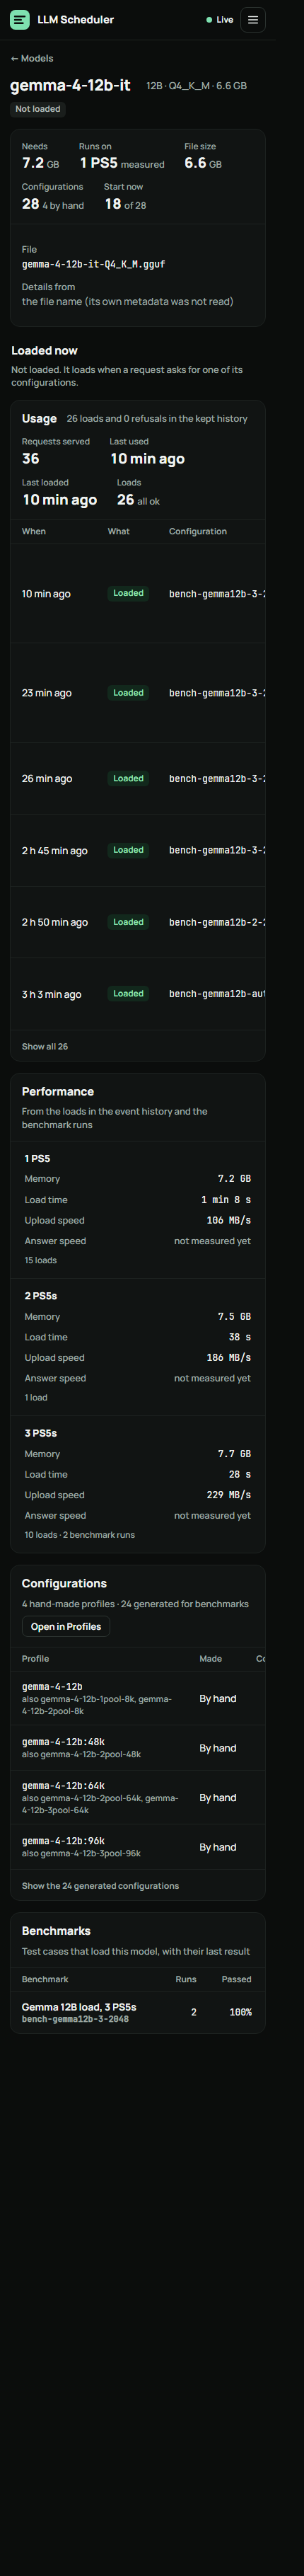 LLM Scheduler
Live
← Models
gemma-4-12b-it
12B · Q4_K_M · 6.6 GB
Not loaded
Needs Runs on File size
7.2 GB 1 PS5 measured 6.6 GB
Configurations Start now
28 4 by hand 18 of 28
File
gemma-4-12b-it-Q4_K_M.gguf
Details from
the file name (its own metadata was not read)
Loaded now
Not loaded. It loads when a request asks for one of its
configurations.
Usage 26 loads and 0 refusals in the kept history
Requests served Last used
36 10 min ago
Last loaded Loads
10 min ago 26 all ok
When What Configuration
10 min ago Loaded bench-gemma12b-3-2
23 min ago Loaded bench-gemma12b-3-2
26 min ago Loaded bench-gemma12b-3-2
2 h 45 min ago Loaded bench-gemma12b-3-2
2 h 50 min ago Loaded bench-gemma12b-2-2
3 h 3 min ago Loaded bench-gemma12b-aut
Show all 26
Performance
From the loads in the event history and the
benchmark runs
1 PS5
Memory 7.2 GB
Load time 1 min 8 s
Upload speed 106 MB/s
Answer speed not measured yet
15 loads
2 PS5s
Memory 7.5 GB
Load time 38 s
Upload speed 186 MB/s
Answer speed not measured yet
1 load
3 PS5s
Memory 7.7 GB
Load time 28 s
Upload speed 229 MB/s
Answer speed not measured yet
10 loads · 2 benchmark runs
Configurations
4 hand-made profiles · 24 generated for benchmarks
Open in Profiles
Profile Made Co
gemma-4-12b By hand
also gemma-4-12b-1pool-8k, gemma-
4-12b-2pool-8k
gemma-4-12b:48k By hand
also gemma-4-12b-2pool-48k
gemma-4-12b:64k By hand
also gemma-4-12b-2pool-64k, gemma-
4-12b-3pool-64k
gemma-4-12b:96k By hand
also gemma-4-12b-3pool-96k
Show the 24 generated configurations
Benchmarks
Test cases that load this model, with their last result
Benchmark Runs Passed
Gemma 12B load, 3 PS5s 2 100%
bench-gemma12b-3-2048